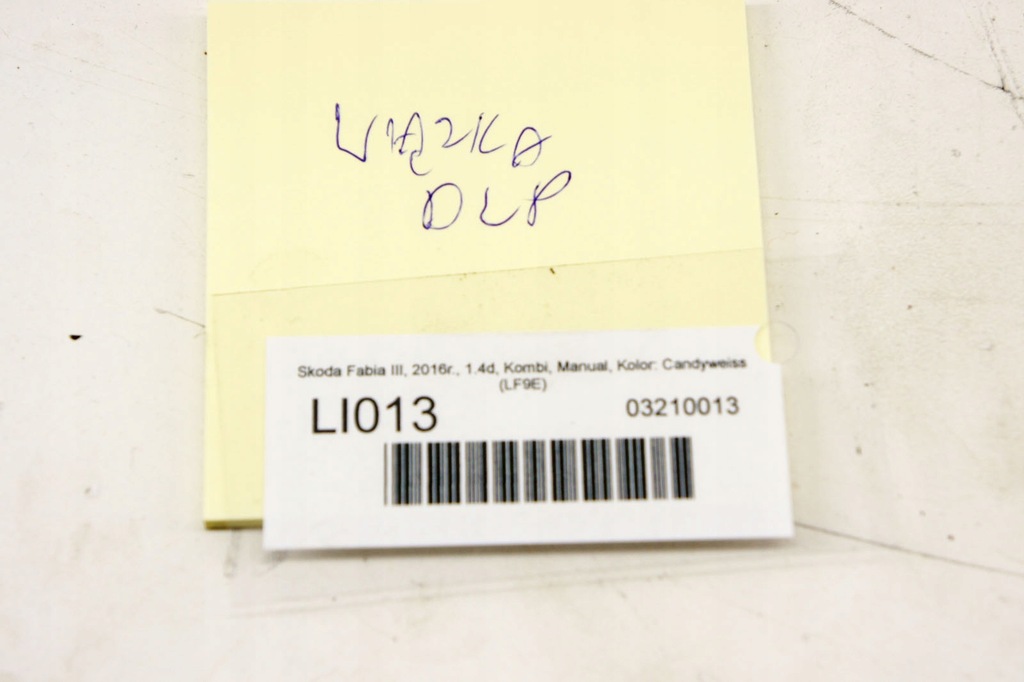 WIĄZKA
DLP
Skoda Fabia III, 2016r., 1.4d, Kombi, Manual, Kolor: Candyweiss
(LF9E)
LI013
03210013